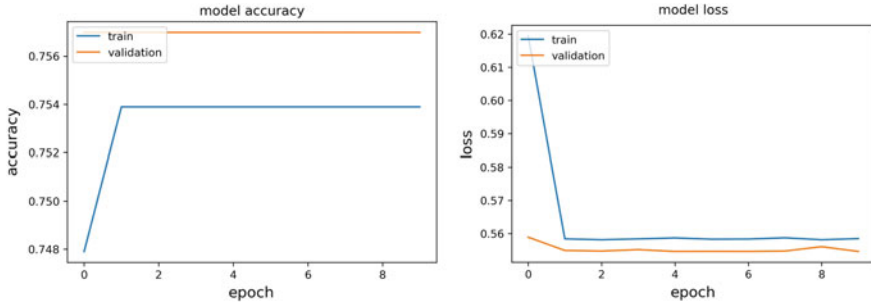 model accuracy
train
validation
0.756
0.754
0.752
0.750
0.748
accuracy
0 2 4 6 8
epoch
model loss
train
validation
0.62
0.61
0.60
0.59
0.58
0.57
0.56
loss
0 2 4 6 8
epoch